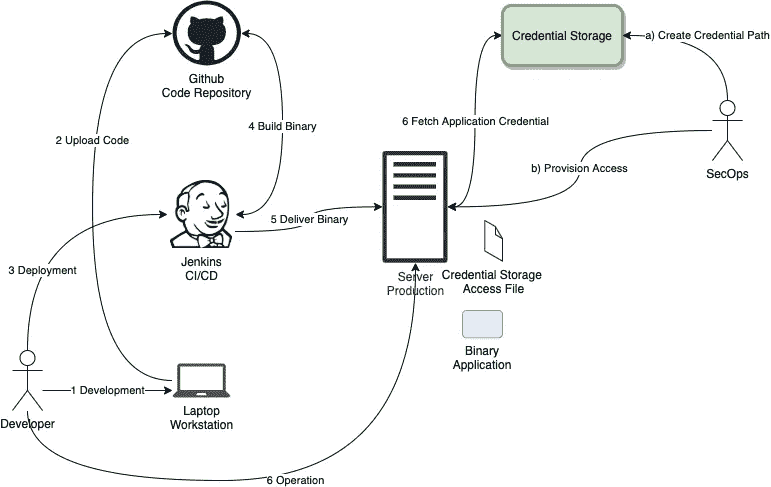 Credential Storage
a) Create Credential Path
Github
Code Repository
2 Upload Code
4 Build Binary
6 Fetch Application Credential
b) Provision Access
SecOps
5 Deliver Binary
Jenkins
CI/CD
3 Deployment
Server
Production
Credential Storage
Access File
Binary
Application
1 Development
Laptop
Workstation
Developer
6 Operation